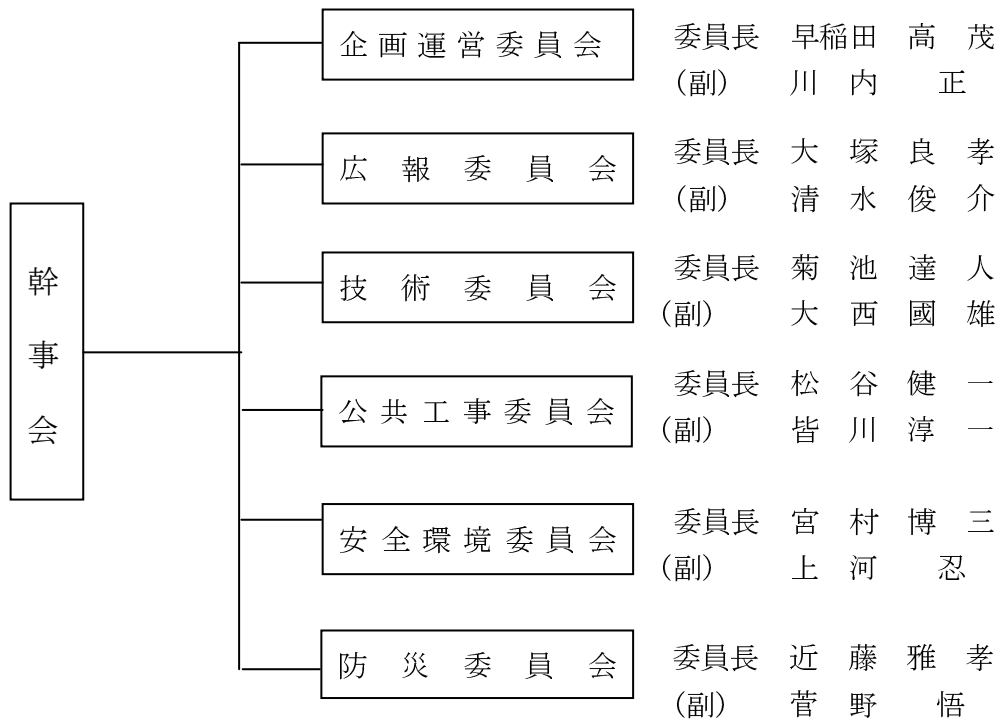 幹事会
企画運営委員会
委員長 早稲田 高 茂
(副) 川 内 正
広報委員会
委員長 大塚良孝
(副) 清水俊介
技術委員会
委員長 菊池達人
(副) 大西國雄
公共工事委員会
委員長 松谷健一
(副) 皆川淳一
安全環境委員会
委員長 宮村博三
(副) 上河 忍
防災委員会
委員長 近藤雅孝
(副) 菅野 悟